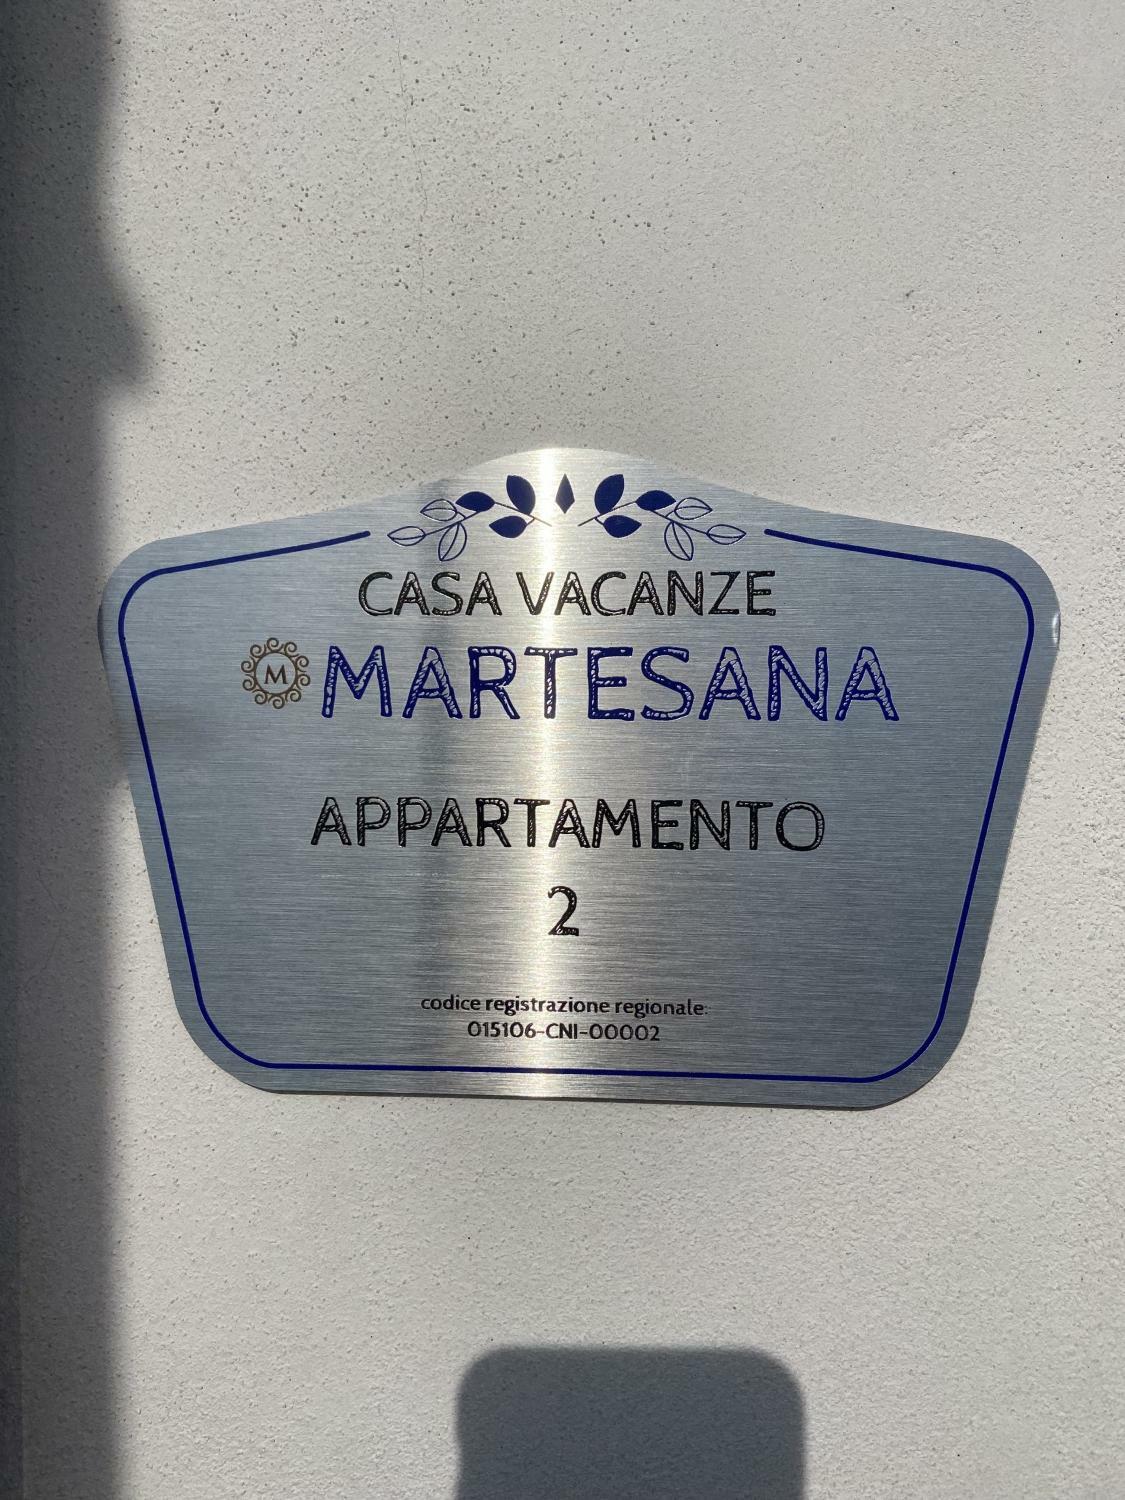 CASA VACANZE
M MARTESANA
APPARTAMENTO
2
codice registrazione regionale:
015106-CNI-00002